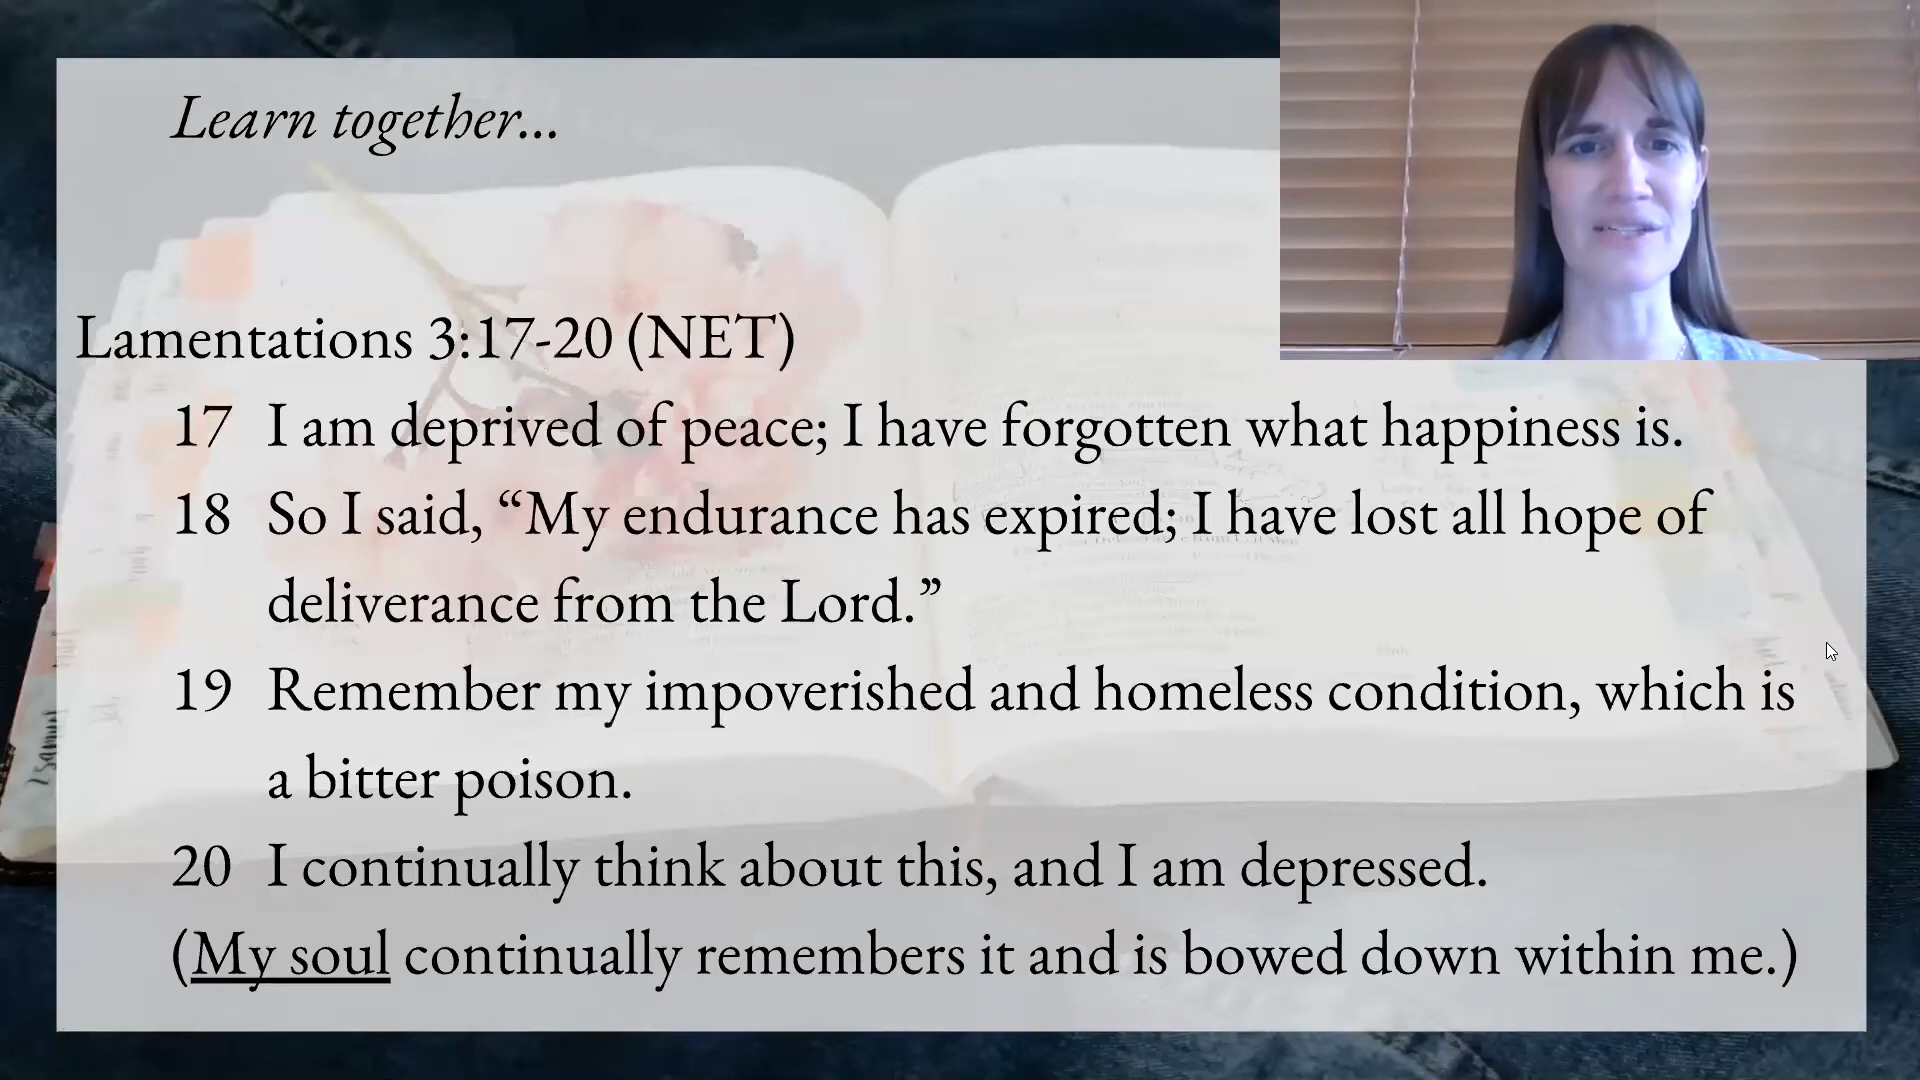 Learn together...
Lamentations 3:17-20 (NET)
17 I am deprived of peace; I have forgotten what happiness is.
18 So I said, “My endurance has expired; I have lost all hope of
deliverance from the Lord.”
19 Remember my impoverished and homeless condition, which is
a bitter poison.
20 I continually think about this, and I am depressed.
(My soul continually remembers it and is bowed down within me.)